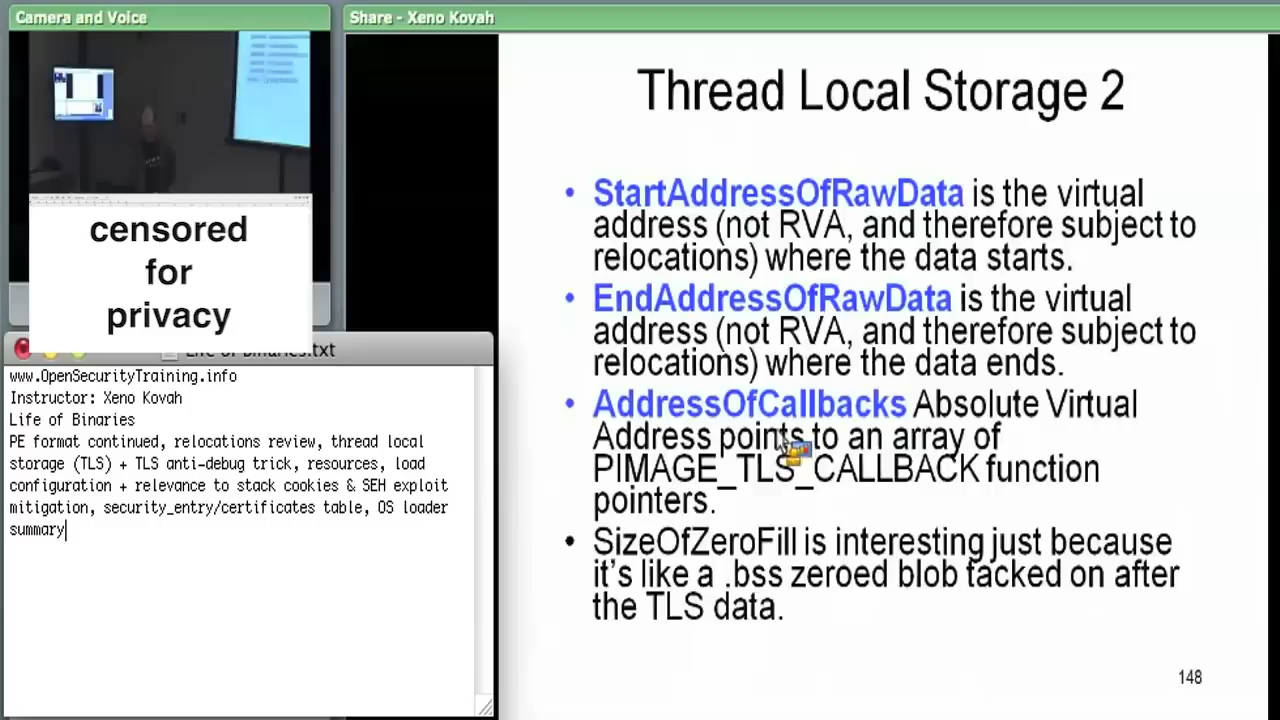 Camera and Voice
Share - Xeno Kovah
censored
for
privacy
Life of Binaries.txt
www.OpenSecurityTraining.info
Instructor: Xeno Kovah
Life of Binaries
PE format continued, relocations review, thread local
storage (TLS) + TLS anti-debug trick, resources, load
configuration + relevance to stack cookies & SEH exploit
mitigation, security_entry/certificates table, OS loader
summary
Thread Local Storage 2
• StartAddressOfRawData is the virtual
address (not RVA, and therefore subject to
relocations) where the data starts.
• EndAddressOfRawData is the virtual
address (not RVA, and therefore subject to
relocations) where the data ends.
• AddressOfCallbacks Absolute Virtual
Address points to an array of
PIMAGE_TLS_CALLBACK function
pointers.
• SizeOfZeroFill is interesting just because
it's like a .bss zeroed blob tacked on after
the TLS data.
148